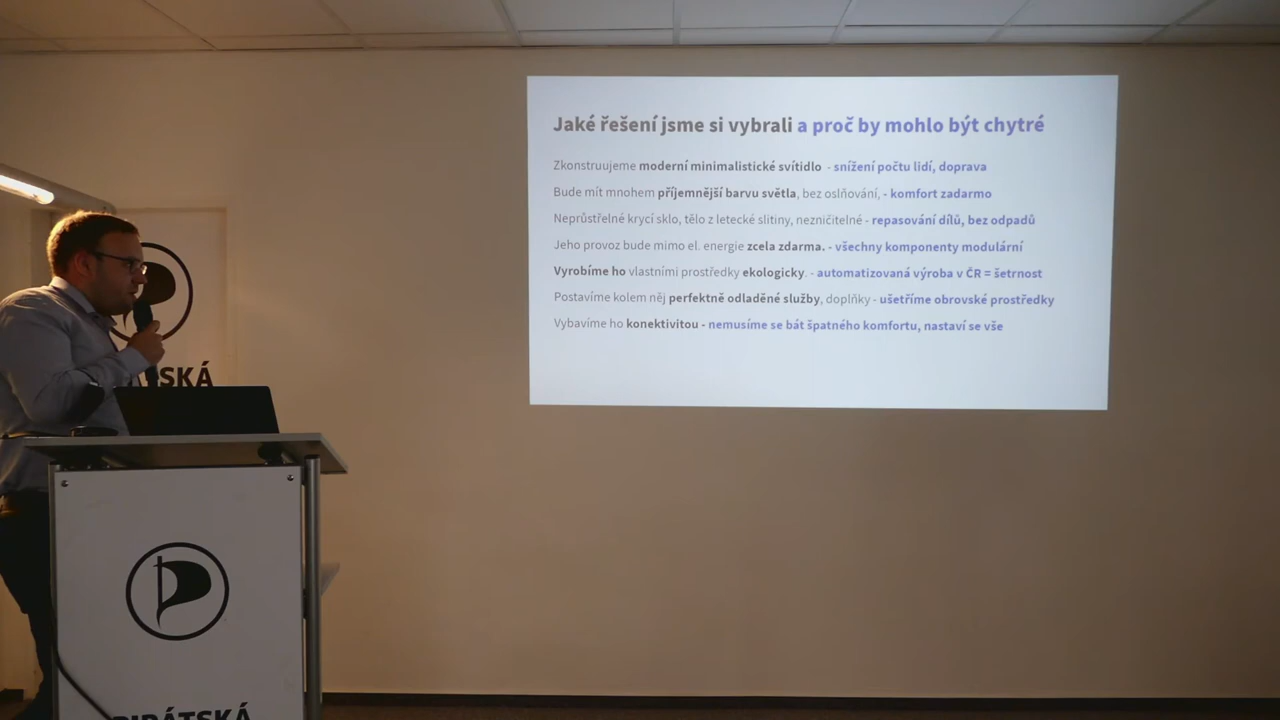 Jaké řešení jsme si vybrali a proč by mohlo být chytré
Zkonstruujeme moderní minimalistické svítidlo - snížení počtu lidí, doprava
Bude mít mnohem příjemnější barvu světla, bez oslňování, - komfort zadarmo
Neprůstřelné krycí sklo, tělo z letecké slitiny, nezničitelné - repasování dílů, bez odpadů
Jeho provoz bude mimo el. energie zcela zdarma. - všechny komponenty modulární
Vyrobíme ho vlastními prostředky ekologicky. - automatizovaná výroba v ČR = šetrnost
Postavíme kolem něj perfektně odladěné služby, doplňky - ušetříme obrovské prostředky
Vybavíme ho konektivitou - nemusíme se bát špatného komfortu, nastaví se vše
SKÁ
PIRÁTSKÁ